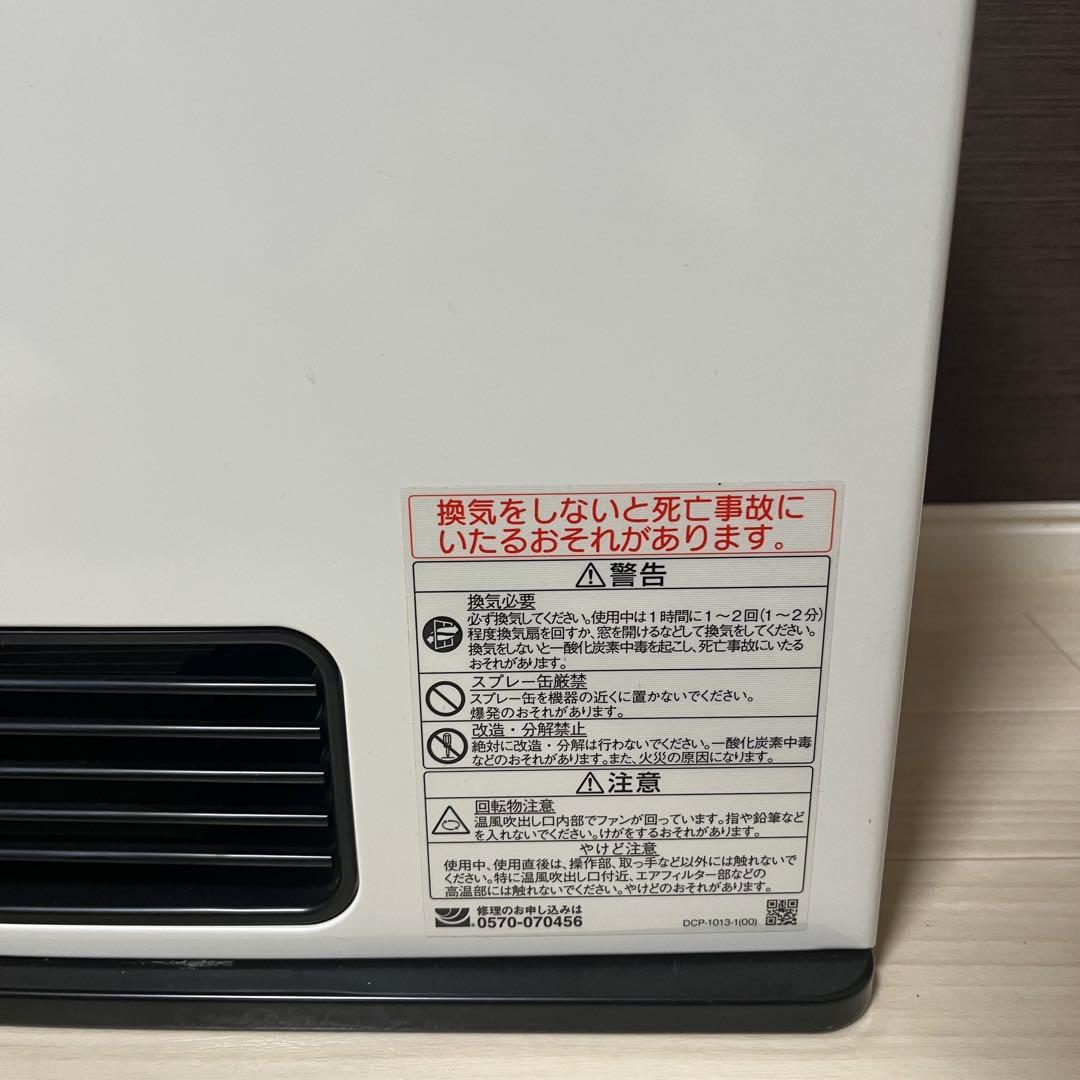 換気をしないと死亡事故に
いたるおそれがあります。
⚠警告
換気必要
必ず換気してください。使用中は1時間に1～2回(1～2分)
程度換気扇を回すか、窓を開けるなどして換気をしてください。
換気をしないと一酸化炭素中毒を起こし、死亡事故にいたる
おそれがあります。
スプレー缶厳禁
スプレー缶を機器の近くに置かないでください。
爆発のおそれがあります。
改造・分解禁止
絶対に改造・分解は行わないでください。一酸化炭素中毒
などのおそれがあります。また、火災の原因になります。
⚠注意
回転物注意
温風吹出し口内部でファンが回っています。指や鉛筆など
を入れないでください。けがをするおそれがあります。
やけど注意
使用中、使用直後は、操作部、取っ手など以外には触れないで
ください。特に温風吹出し口付近、エアフィルター部などの
高温部には触れないでください。やけどのおそれがあります。
修理のお申し込みは
0570-070456
DCP-1013-1(00)